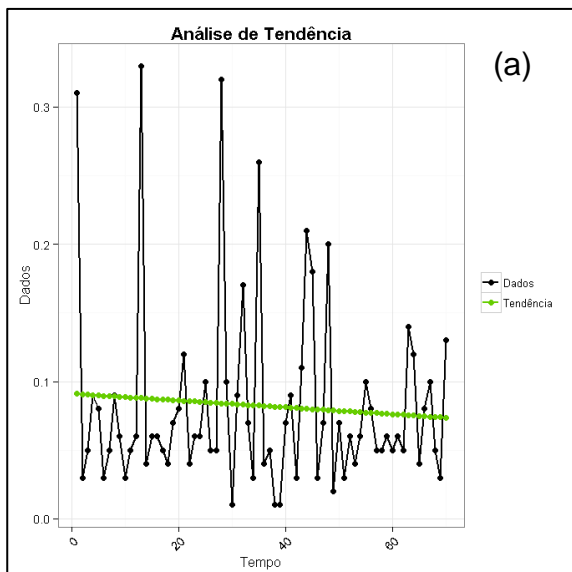 Análise de Tendência
(a)
0.3
0.2
0.1
0.0
Dados
0
20
40
60
Tempo
Dados
Tendência